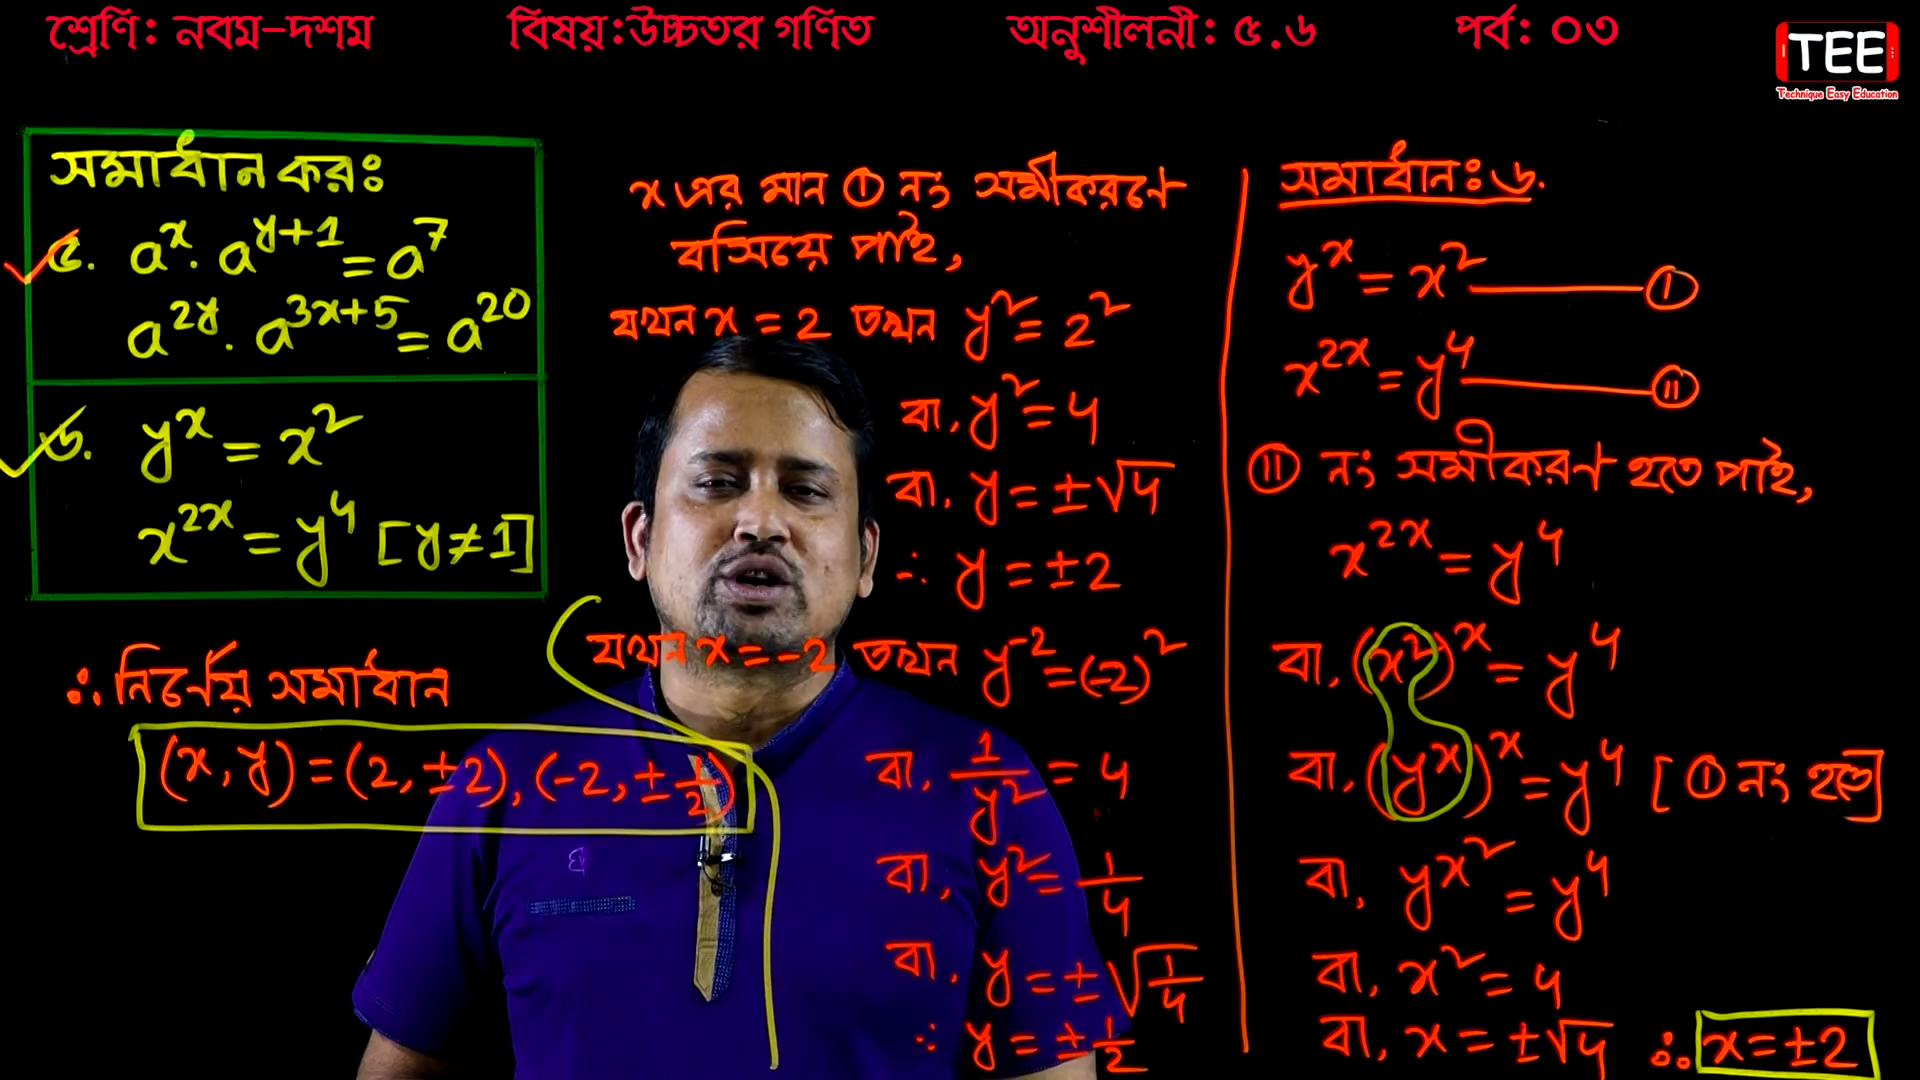 শ্রেণি: নবম-দশম বিষয়:উচ্চতর গণিত অনুশীলনী: ৫.৬ পর্ব: ০৩
TEE
Technique Easy Education
সমাধান করঃ
৫. a^x . a^{y+1} = a^7
a^{2y} . a^{3x+5} = a^{20}
৬. y^x = x^2
x^{2x} = y^4 [y≠1]
∴ নির্ণেয় সমাধান
(x, y) = (2, ±2), (-2, ±1/2)
x এর মান ① নং সমীকরণে
বসিয়ে পাই,
যখন x = 2 তখন y^2 = 2^2
বা, y^2 = 4
বা, y = ±√4
∴ y = ±2
যখন x = -2 তখন y^{-2} = (-2)^2
বা, 1/y^2 = 4
বা, y^2 = 1/4
বা, y = ±√(1/4)
∴ y = ±1/2
সমাধানঃ ৬.
y^x = x^2 —— ①
x^{2x} = y^4 —— ⑪
⑪ নং সমীকরণ হতে পাই,
x^{2x} = y^4
বা, (x^2)^x = y^4
বা, (y^x)^x = y^4 [① নং হতে]
বা, y^{x^2} = y^4
বা, x^2 = 4
বা, x = ±√4 ∴ x = ±2